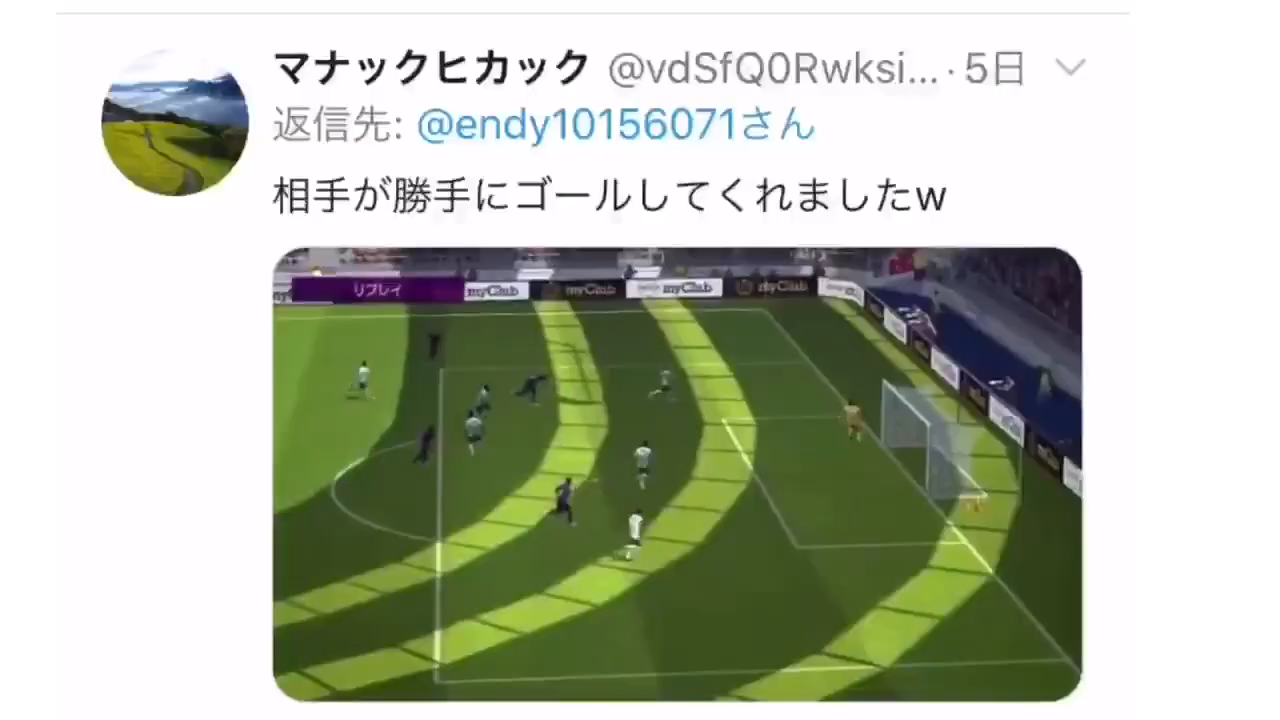 マナックヒカック @vdSfQ0Rwksi... · 5日
返信先: @endy10156071さん
相手が勝手にゴールしてくれましたw
リプレイ
myClub
myClub
myClub
myClub